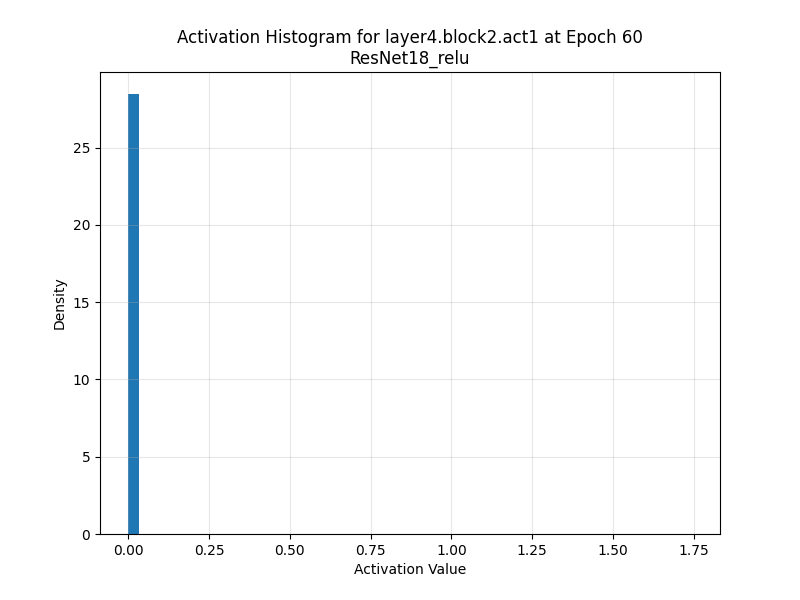 Activation Histogram for layer4.block2.act1 at Epoch 60
ResNet18_relu
Density
25
20
15
10
5
0
0.00 0.25 0.50 0.75 1.00 1.25 1.50 1.75
Activation Value